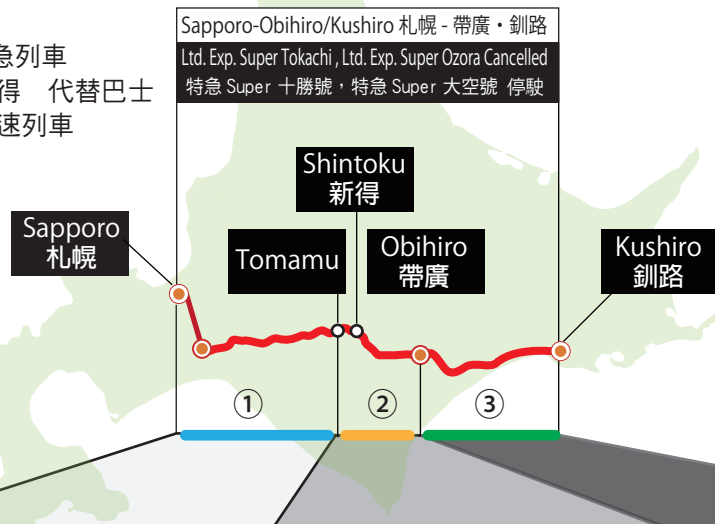 Sapporo-Obihiro/Kushiro 札幌 - 帶廣・釧路
Ltd. Exp. Super Tokachi , Ltd. Exp. Super Ozora Cancelled
特急 Super 十勝號，特急 Super 大空號 停駛
急列車
得　代替巴士
速列車
Shintoku
新得
Sapporo
札幌
Tomamu
Obihiro
帶廣
Kushiro
釧路
①
②
③